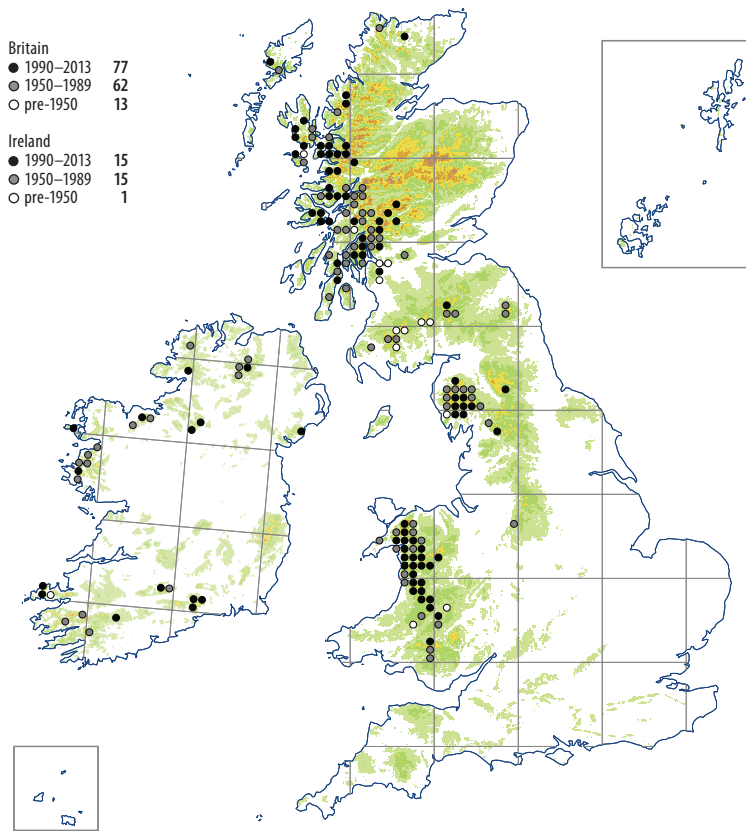 Britain
● 1990–2013 77
● 1950–1989 62
○ pre-1950 13
Ireland
● 1990–2013 15
● 1950–1989 15
○ pre-1950 1